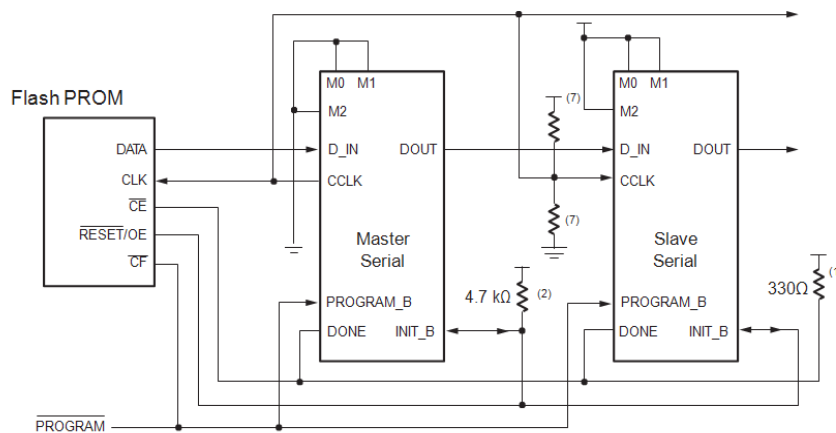 Flash PROM
DATA
CLK
CE
RESET/OE
CF
PROGRAM
M0 M1
M2
D_IN DOUT
CCLK
Master
Serial
PROGRAM_B
DONE INIT_B
4.7 kΩ
(2)
(7)
(7)
M0 M1
M2
D_IN DOUT
CCLK
Slave
Serial
PROGRAM_B
DONE INIT_B
330Ω
(1